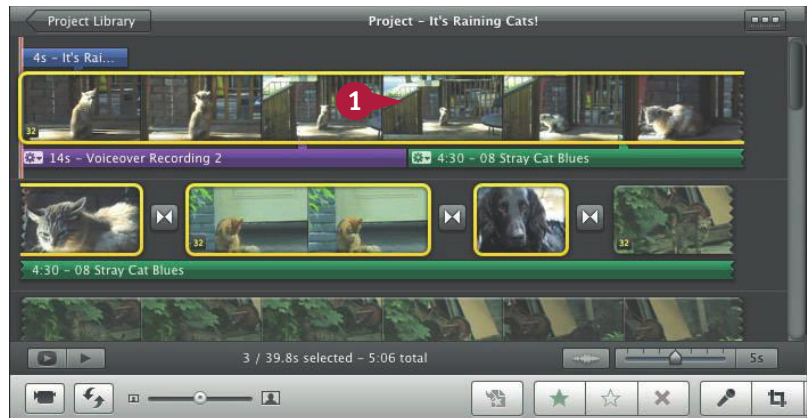 Project Library
Project - It's Raining Cats!
4s - It's Rai...
1
32
14s - Voiceover Recording 2
4:30 - 08 Stray Cat Blues
32
32
4:30 - 08 Stray Cat Blues
3 / 39.8s selected - 5:06 total
5s